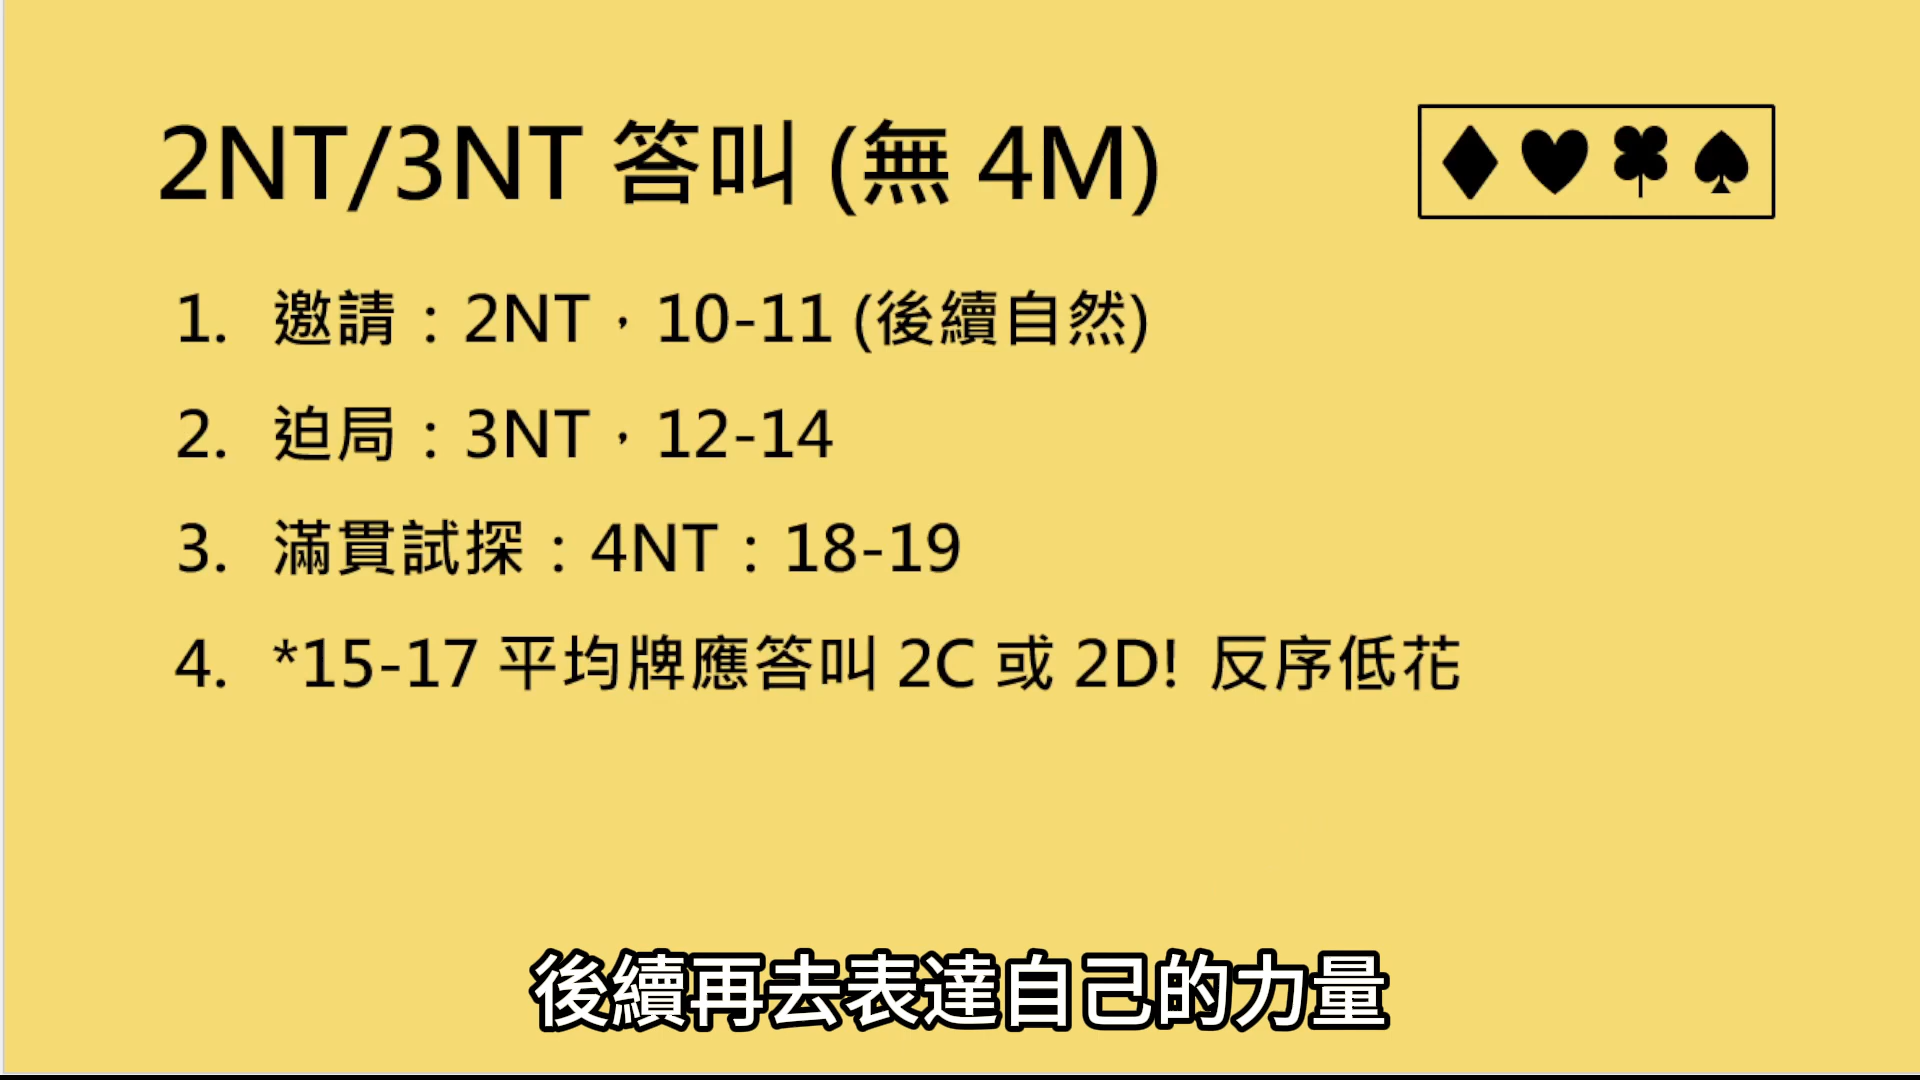 2NT/3NT 答叫 (無 4M)
1. 邀請：2NT，10-11 (後續自然)
2. 迫局：3NT，12-14
3. 滿貫試探：4NT：18-19
4. *15-17 平均牌應答叫 2C 或 2D! 反序低花
後續再去表達自己的力量